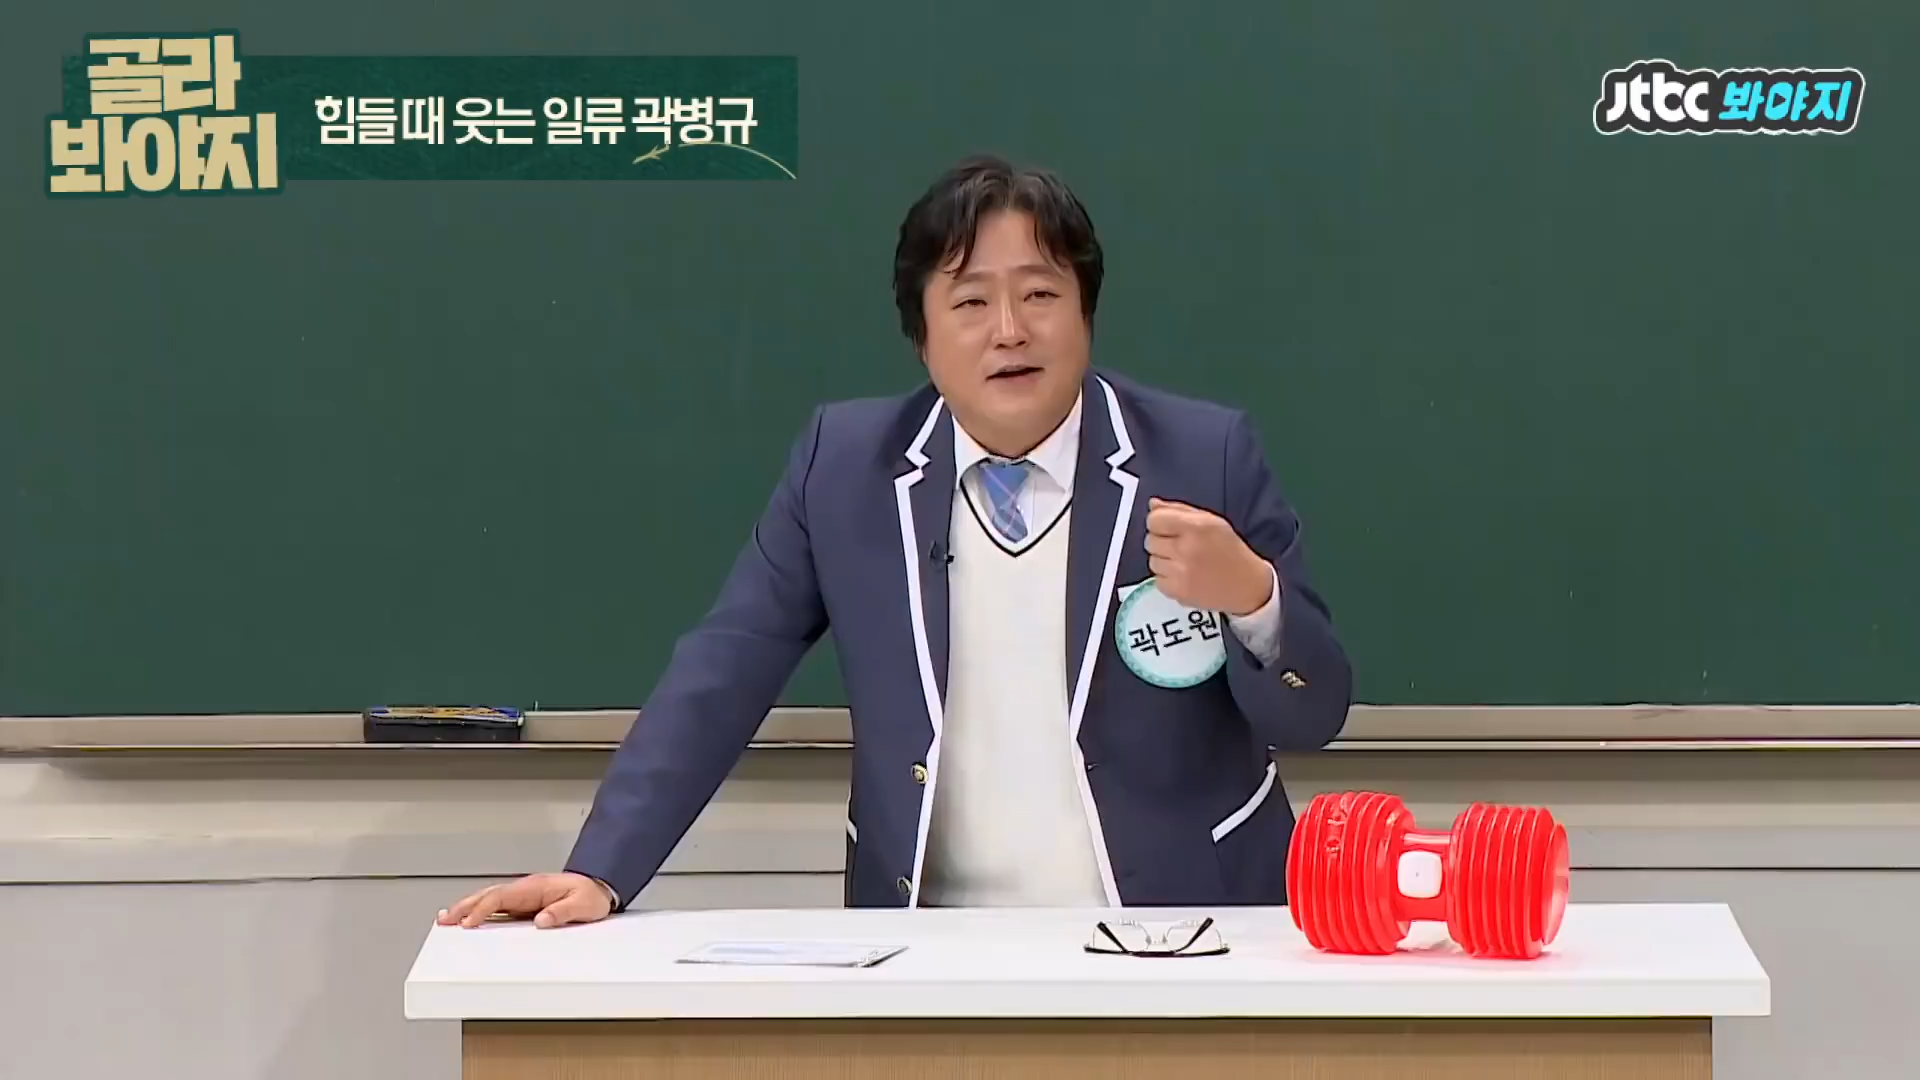 골라
봐야지
힘들 때 웃는 일류 곽병규
jtbc 봐야지
곽도원